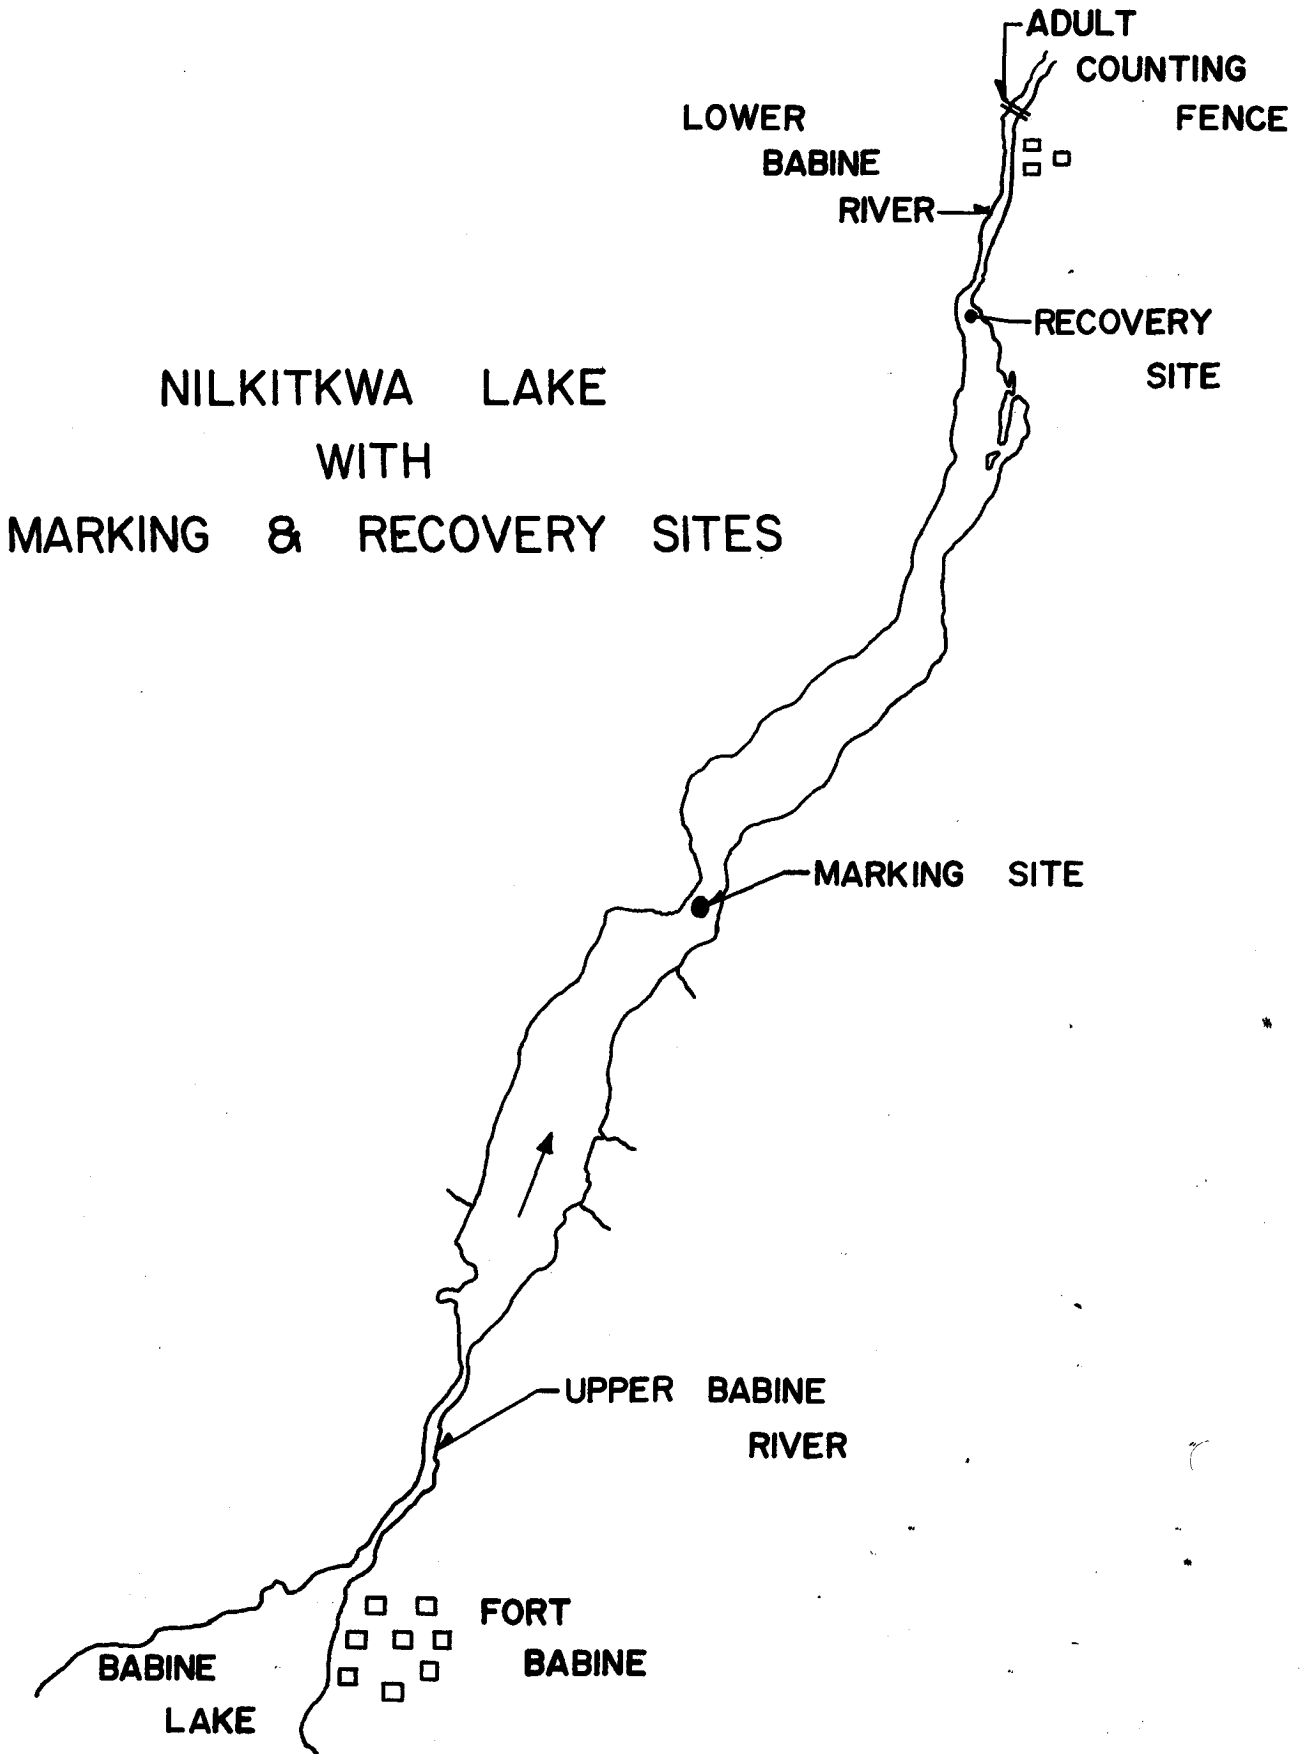 ADULT
COUNTING
FENCE
LOWER
BABINE
RIVER
RECOVERY
SITE
NILKITKWA LAKE
WITH
MARKING & RECOVERY SITES
MARKING SITE
UPPER BABINE
RIVER
FORT
BABINE
BABINE
LAKE